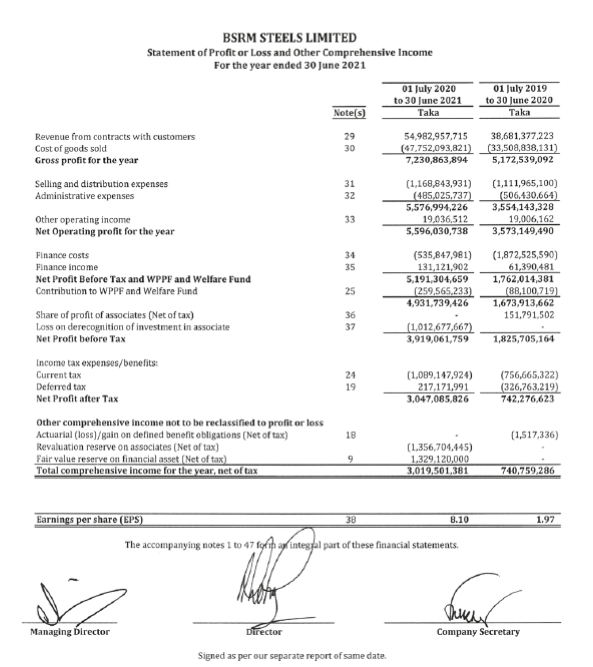 BSRM STEELS LIMITED
Statement of Profit or Loss and Other Comprehensive Income
For the year ended 30 June 2021
01 July 2020 to 30 June 2021 01 July 2019 to 30 June 2020
Note(s) Taka Taka
Revenue from contracts with customers 29 54,982,957,715 38,681,377,223
Cost of goods sold 30 (47,752,093,821) (33,508,838,131)
Gross profit for the year 7,230,863,894 5,172,539,092
Selling and distribution expenses 31 (1,168,843,931) (1,111,965,100)
Administrative expenses 32 (485,025,737) (506,430,664)
5,576,994,226 3,554,143,328
Other operating income 33 19,036,512 19,006,162
Net Operating profit for the year 5,596,030,738 3,573,149,490
Finance costs 34 (535,847,981) (1,872,525,590)
Finance income 35 131,121,902 61,390,481
Net Profit Before Tax and WPPF and Welfare Fund 5,191,304,659 1,762,014,381
Contribution to WPPF and Welfare Fund 25 (259,565,233) (88,100,719)
4,931,739,426 1,673,913,662
Share of profit of associates (Net of tax) 36 - 151,791,502
Loss on derecognition of investment in associate 37 (1,012,677,667) -
Net Profit before Tax 3,919,061,759 1,825,705,164
Income tax expenses/benefits:
Current tax 24 (1,089,147,924) (756,665,322)
Deferred tax 19 217,171,991 (326,763,219)
Net Profit after Tax 3,047,085,826 742,276,623
Other comprehensive income not to be reclassified to profit or loss
Actuarial (loss)/gain on defined benefit obligations (Net of tax) 18 - (1,517,336)
Revaluation reserve on associates (Net of tax) (1,356,704,445) -
Fair value reserve on financial asset (Net of tax) 9 1,329,120,000 -
Total comprehensive income for the year, net of tax 3,019,501,381 740,759,286
Earnings per share (EPS) 38 8.10 1.97
The accompanying notes 1 to 47 form an integral part of these financial statements.
Managing Director Director Company Secretary
Signed as per our separate report of same date.